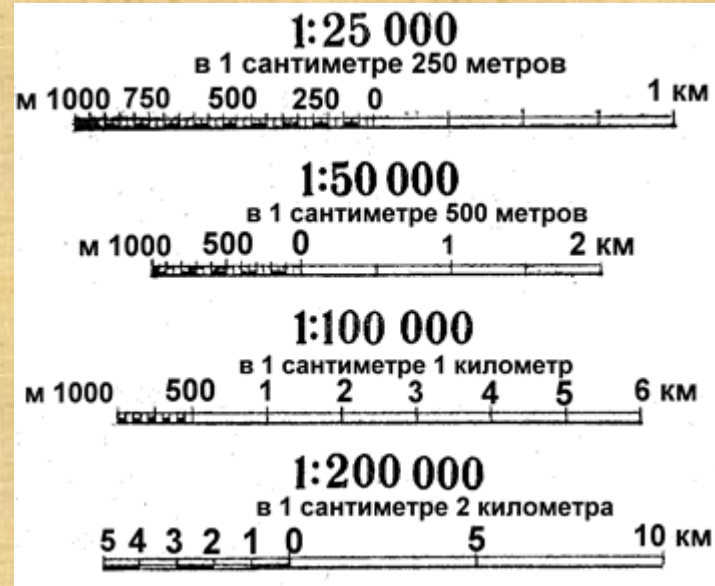 1:25 000
в 1 сантиметре 250 метров
м 1000 750 500 250 0 1 км
1:50 000
в 1 сантиметре 500 метров
м 1000 500 0 1 2 км
1:100 000
в 1 сантиметре 1 километр
м 1000 500 1 2 3 4 5 6 км
1:200 000
в 1 сантиметре 2 километра
5 4 3 2 1 0 5 10 км